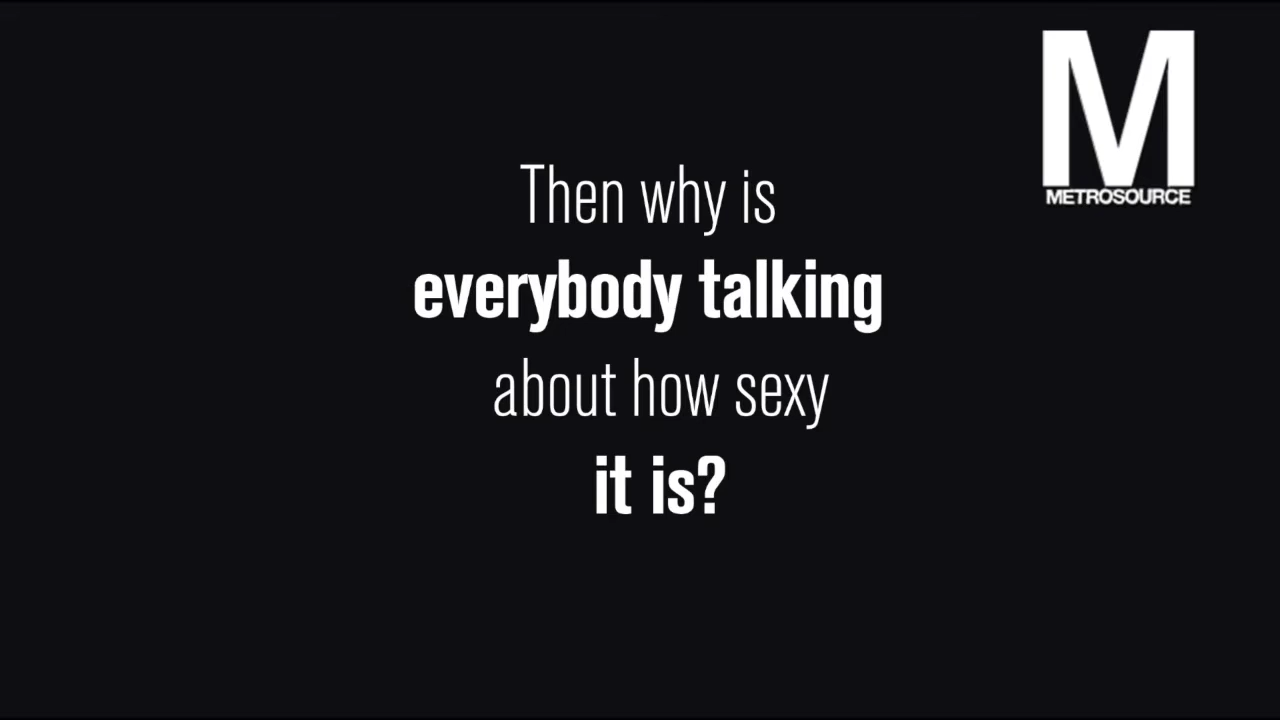 M
METROSOURCE
Then why is
everybody talking
about how sexy
it is?